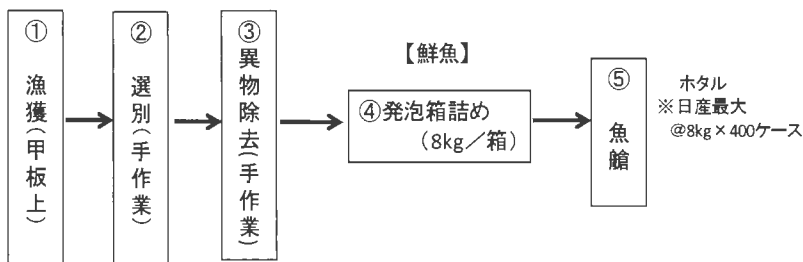 ①漁獲(甲板上)
②選別(手作業)
③異物除去(手作業)
【鮮魚】
④発泡箱詰め
(8kg/箱)
⑤魚艙
ホタル
※日産最大
@8kg×400ケース